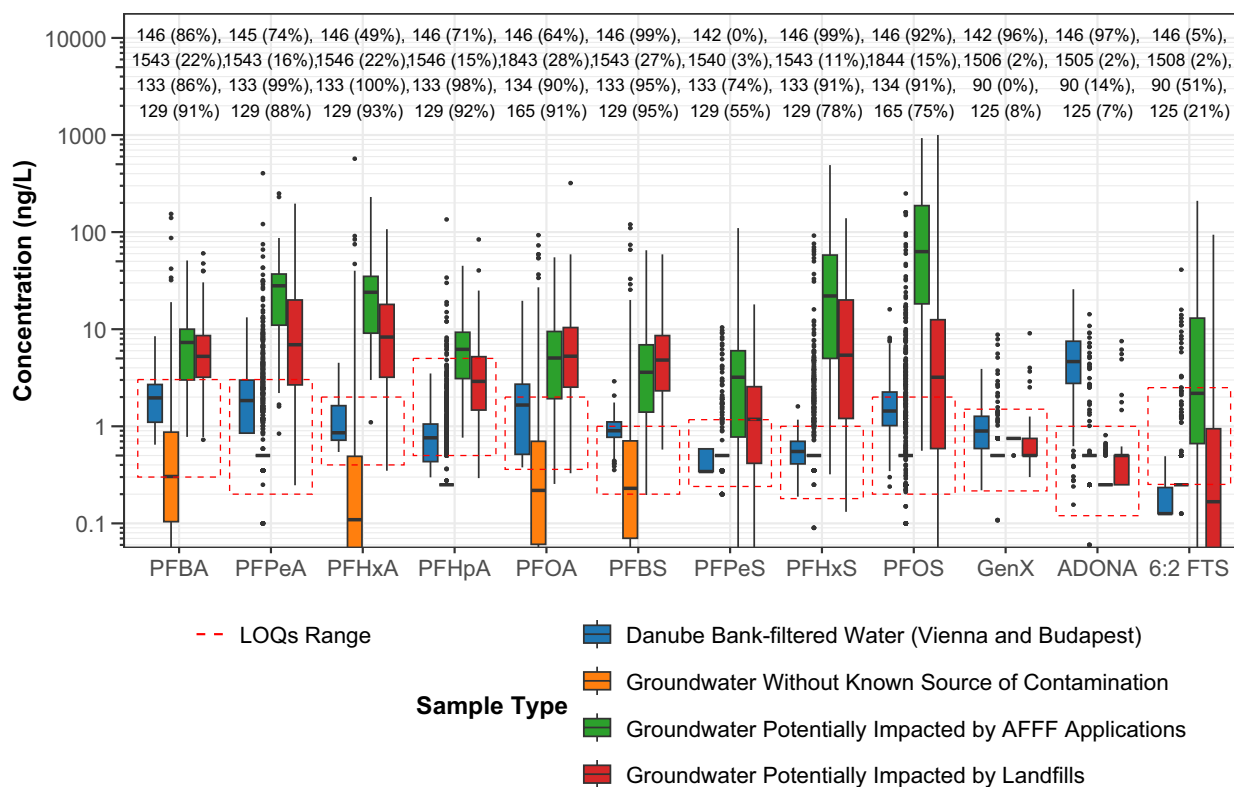 10000
1000
100
10
1
0.1
Concentration (ng/L)
146 (86%), 145 (74%), 146 (49%), 146 (71%), 146 (64%), 146 (99%), 142 (0%), 146 (99%), 146 (92%), 142 (96%), 146 (97%), 146 (5%),
1543 (22%), 1543 (16%), 1546 (22%), 1546 (15%), 1843 (28%), 1543 (27%), 1540 (3%), 1543 (11%), 1844 (15%), 1506 (2%), 1505 (2%), 1508 (2%),
133 (86%), 133 (99%), 133 (100%), 133 (98%), 134 (90%), 133 (95%), 133 (74%), 133 (91%), 134 (91%), 90 (0%), 90 (14%), 90 (51%),
129 (91%) 129 (88%) 129 (93%) 129 (92%) 165 (91%) 129 (95%) 129 (55%) 129 (78%) 165 (75%) 125 (8%) 125 (7%) 125 (21%)
PFBA PFPeA PFHxA PFHpA PFOA PFBS PFPeS PFHxS PFOS GenX ADONA 6:2 FTS
LOQs Range
Sample Type
Danube Bank-filtered Water (Vienna and Budapest)
Groundwater Without Known Source of Contamination
Groundwater Potentially Impacted by AFFF Applications
Groundwater Potentially Impacted by Landfills